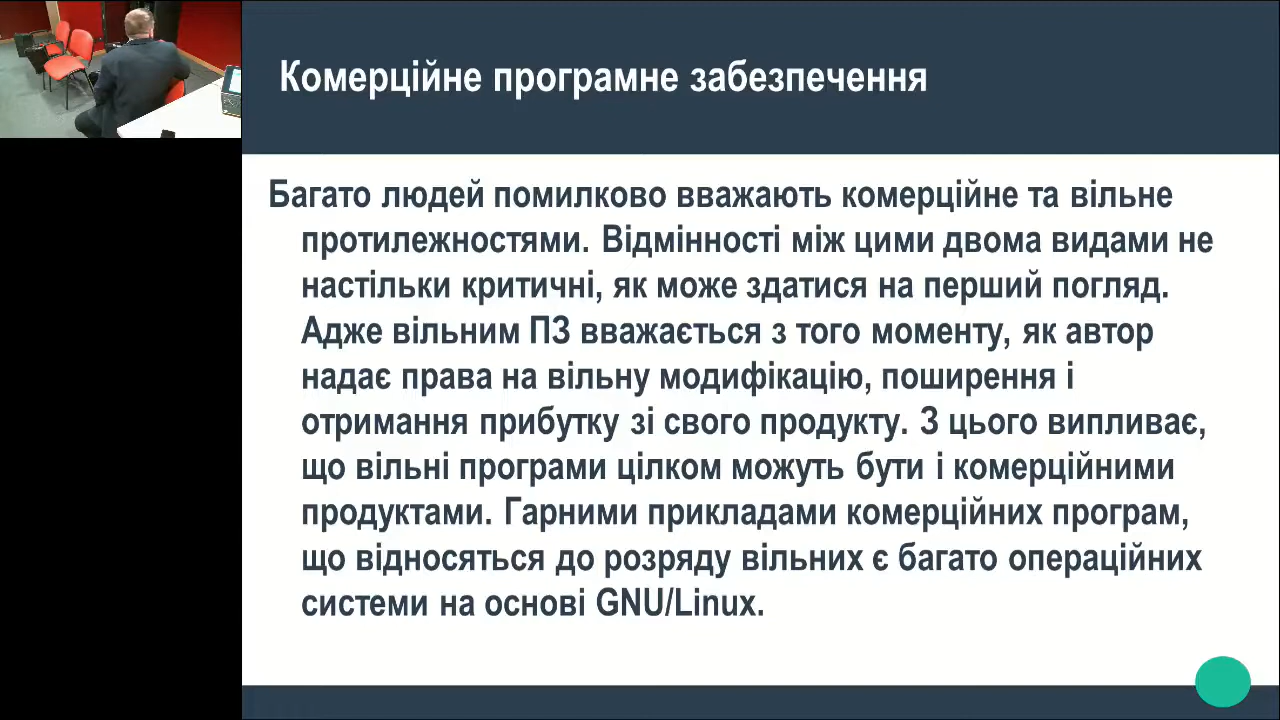 Комерційне програмне забезпечення
Багато людей помилково вважають комерційне та вільне
протилежностями. Відмінності між цими двома видами не
настільки критичні, як може здатися на перший погляд.
Адже вільним ПЗ вважається з того моменту, як автор
надає права на вільну модифікацію, поширення і
отримання прибутку зі свого продукту. З цього випливає,
що вільні програми цілком можуть бути і комерційними
продуктами. Гарними прикладами комерційних програм,
що відносяться до розряду вільних є багато операційних
системи на основі GNU/Linux.